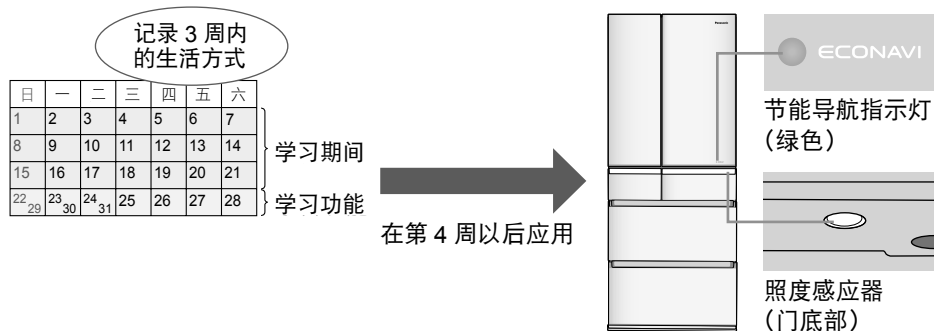 记录 3 周内
的生活方式
日 一 二 三 四 五 六
1 2 3 4 5 6 7
8 9 10 11 12 13 14
15 16 17 18 19 20 21
22 29 23 30 24 31 25 26 27 28
学习期间
学习功能
在第 4 周以后应用
Panasonic
ECONAVI
节能导航指示灯
(绿色)
照度感应器
(门底部)